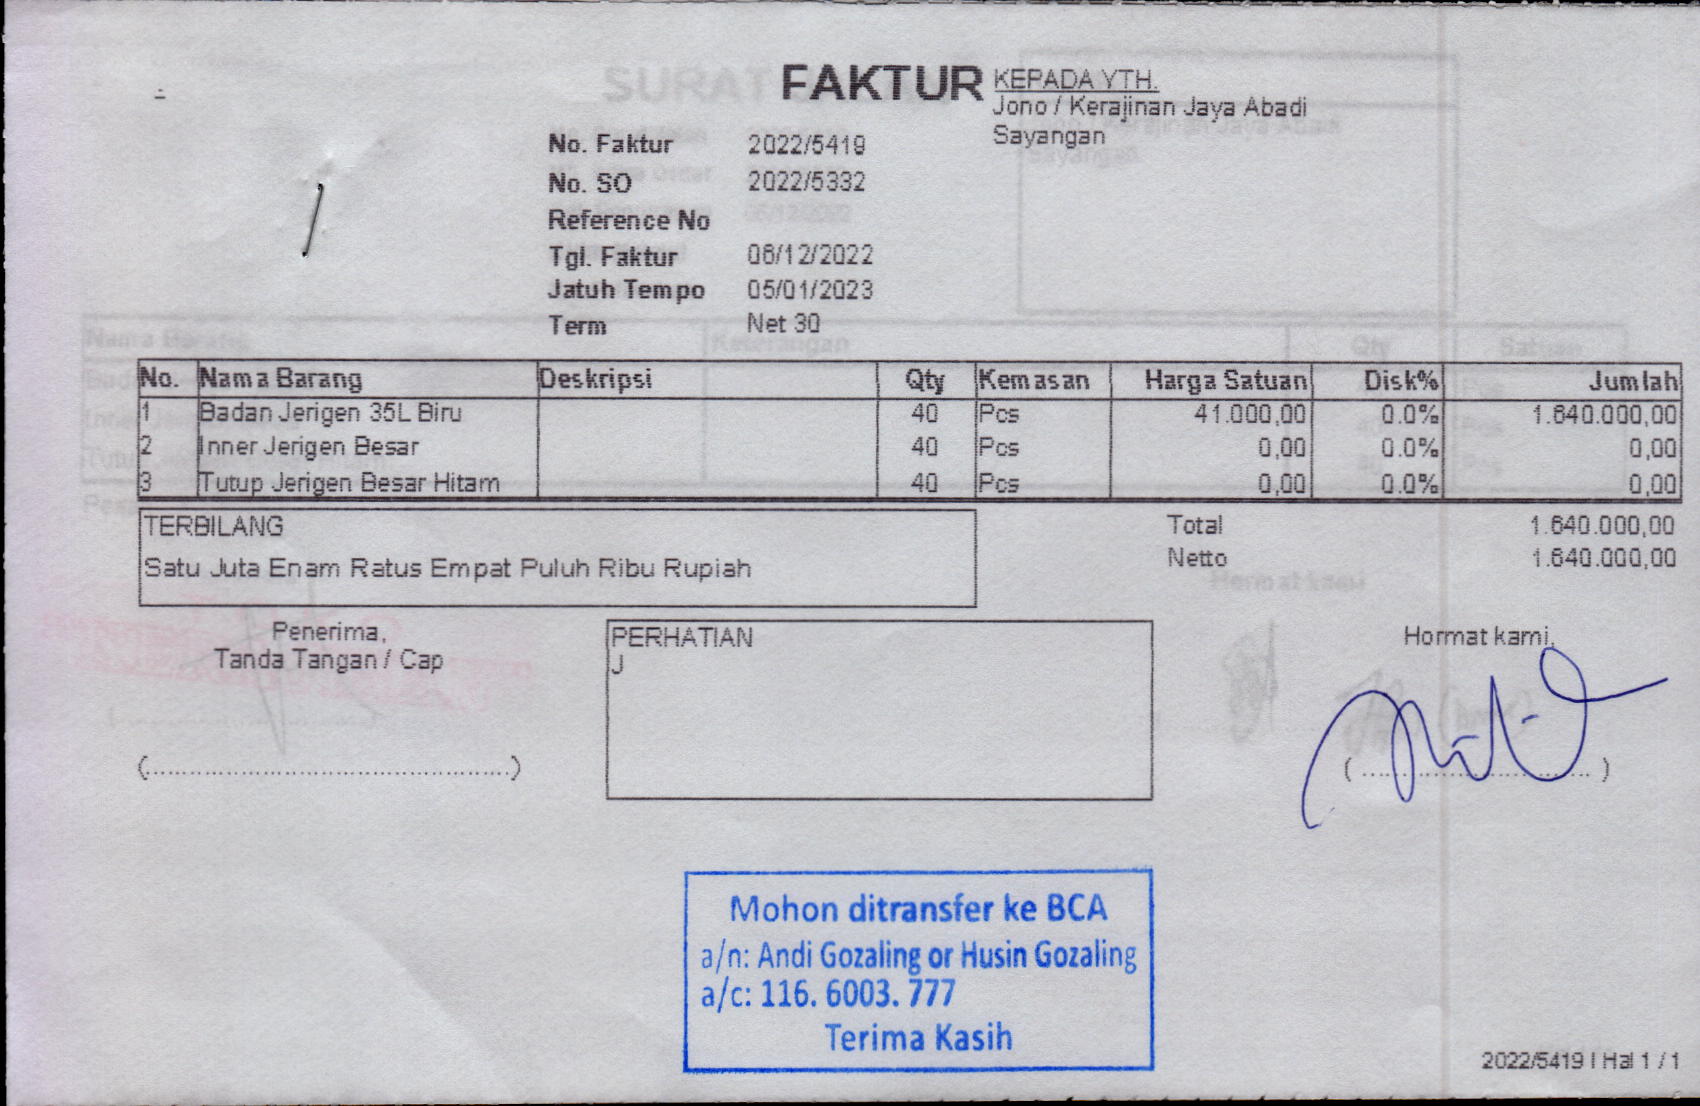 FAKTUR
KEPADA YTH.
Jono / Kerajinan Jaya Abadi
Sayangan
No. Faktur 2022/5419
No. SO 2022/5332
Reference No
Tgl. Faktur 06/12/2022
Jatuh Tempo 05/01/2023
Term Net 30
No. Nama Barang Deskripsi Qty Kemasan Harga Satuan Disk% Jumlah
1 Badan Jerigen 35L Biru 40 Pcs 41.000,00 0.0% 1.640.000,00
2 Inner Jerigen Besar 40 Pcs 0,00 0.0% 0,00
3 Tutup Jerigen Besar Hitam 40 Pcs 0,00 0.0% 0,00
TERBILANG
Satu Juta Enam Ratus Empat Puluh Ribu Rupiah
Total 1.640.000,00
Netto 1.640.000,00
Penerima,
Tanda Tangan / Cap
(................................................)
PERHATIAN
J
Hormat kami,
( .............................. )
Mohon ditransfer ke BCA
a/n: Andi Gozaling or Husin Gozaling
a/c: 116. 6003. 777
Terima Kasih
2022/5419 | Hal 1 / 1